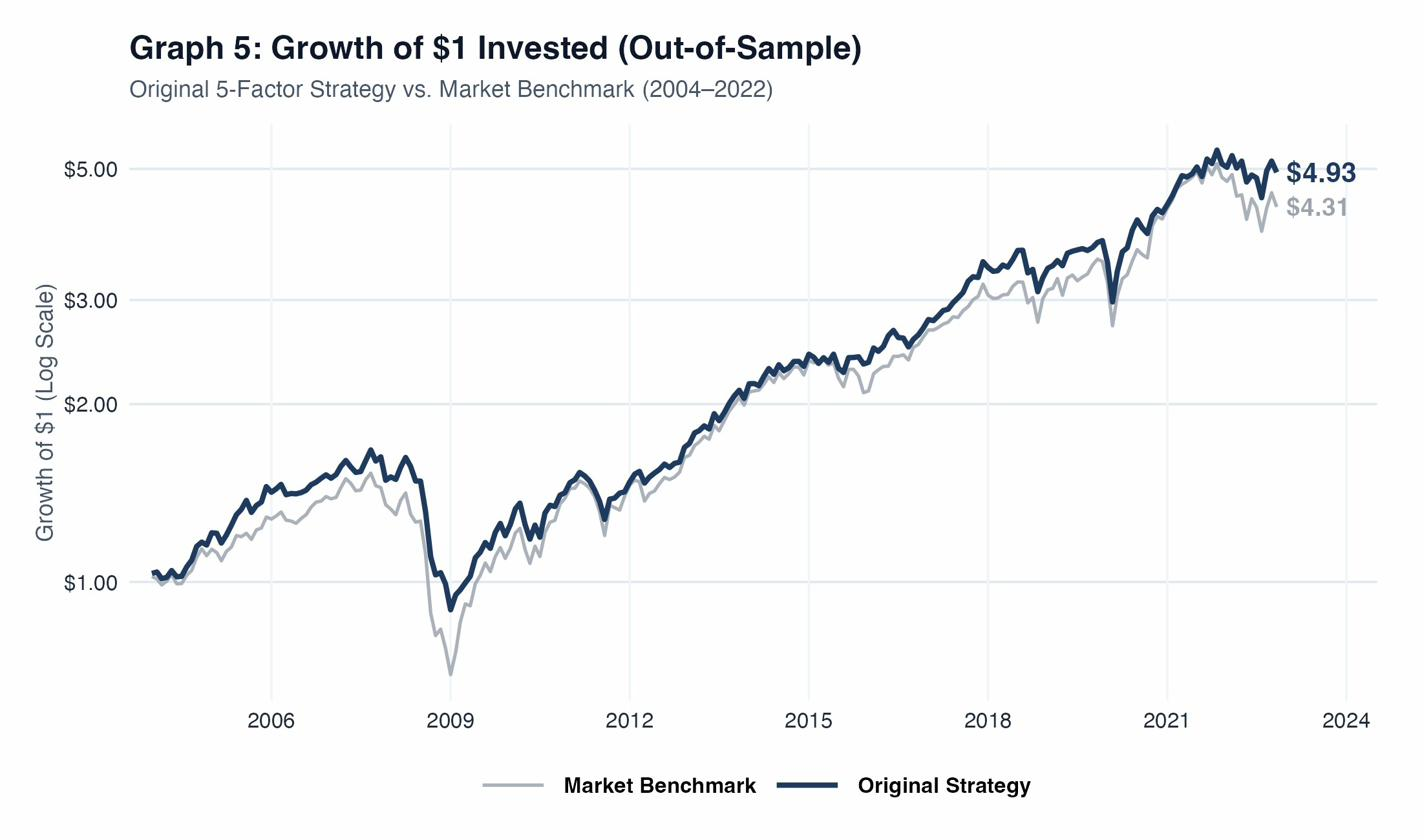 Graph 5: Growth of $1 Invested (Out-of-Sample)
Original 5-Factor Strategy vs. Market Benchmark (2004–2022)
Growth of $1 (Log Scale)
$5.00
$3.00
$2.00
$1.00
$4.93
$4.31
2006 2009 2012 2015 2018 2021 2024
Market Benchmark Original Strategy